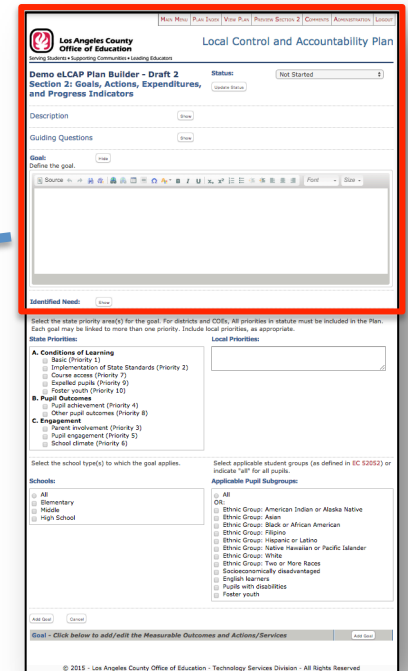 Main Menu Plan Index View Plan Preview Section 2 Comments Administration Logout
Los Angeles County
Office of Education
Local Control and Accountability Plan
Serving Students • Supporting Communities • Leading Educators
Demo eLCAP Plan Builder - Draft 2
Section 2: Goals, Actions, Expenditures,
and Progress Indicators
Status:
Not Started
Update Status
Description
Show
Guiding Questions
Show
Goal:
Hide
Define the goal.
Source
B I U
Font
Size
Identified Need:
Show
Select the state priority area(s) for the goal. For districts and COEs, All priorities in statute must be included in the Plan.
Each goal may be linked to more than one priority. Include local priorities, as appropriate.
State Priorities:
Local Priorities:
A. Conditions of Learning
Basic (Priority 1)
Implementation of State Standards (Priority 2)
Course access (Priority 7)
Expelled pupils (Priority 9)
Foster youth (Priority 10)
B. Pupil Outcomes
Pupil achievement (Priority 4)
Other pupil outcomes (Priority 8)
C. Engagement
Parent involvement (Priority 3)
Pupil engagement (Priority 5)
School climate (Priority 6)
Select the school type(s) to which the goal applies.
Select applicable student groups (as defined in EC 52052) or
indicate "all" for all pupils.
Schools:
All
Elementary
Middle
High School
Applicable Pupil Subgroups:
All
OR:
Ethnic Group: American Indian or Alaska Native
Ethnic Group: Asian
Ethnic Group: Black or African American
Ethnic Group: Filipino
Ethnic Group: Hispanic or Latino
Ethnic Group: Native Hawaiian or Pacific Islander
Ethnic Group: White
Ethnic Group: Two or More Races
Socioeconomically disadvantaged
English learners
Pupils with disabilities
Foster youth
Add Goal
Cancel
Goal - Click below to add/edit the Measurable Outcomes and Actions/Services
Add Goal
© 2015 - Los Angeles County Office of Education - Technology Services Division - All Rights Reserved